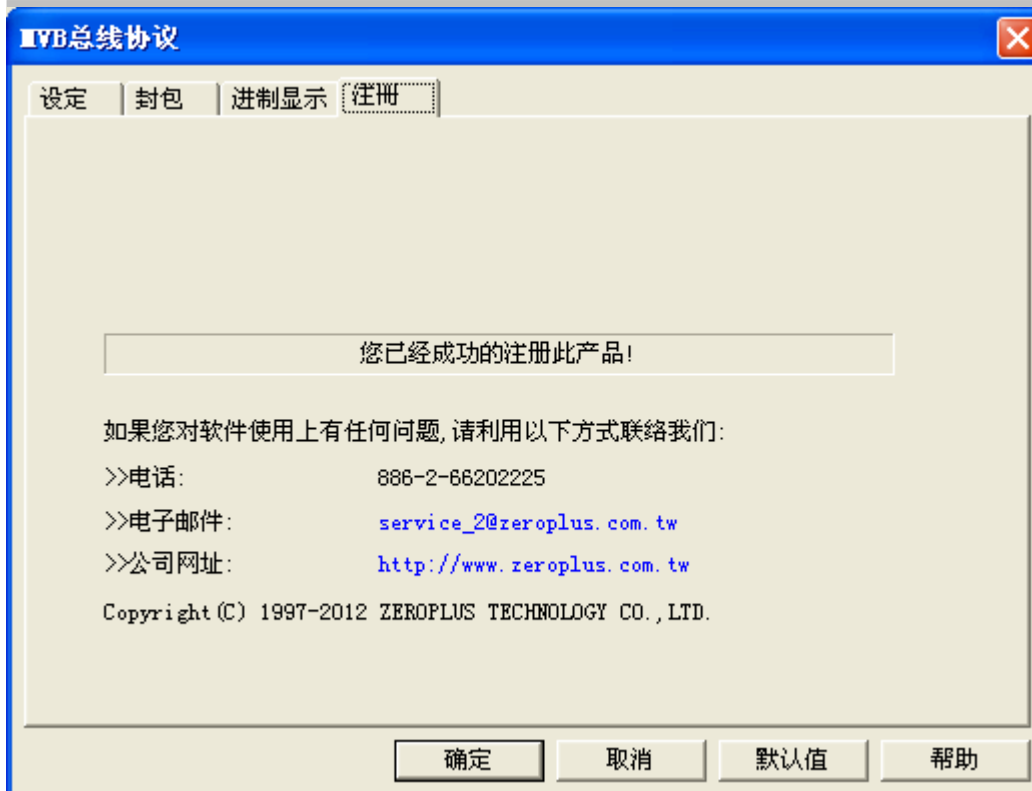 MVB总线协议
设定 封包 进制显示 注册
您已经成功的注册此产品!
如果您对软件使用上有任何问题,请利用以下方式联络我们:
>>电话: 886-2-66202225
>>电子邮件: service_2@zeroplus.com.tw
>>公司网址: http://www.zeroplus.com.tw
Copyright(C) 1997-2012 ZEROPLUS TECHNOLOGY CO.,LTD.
确定 取消 默认值 帮助